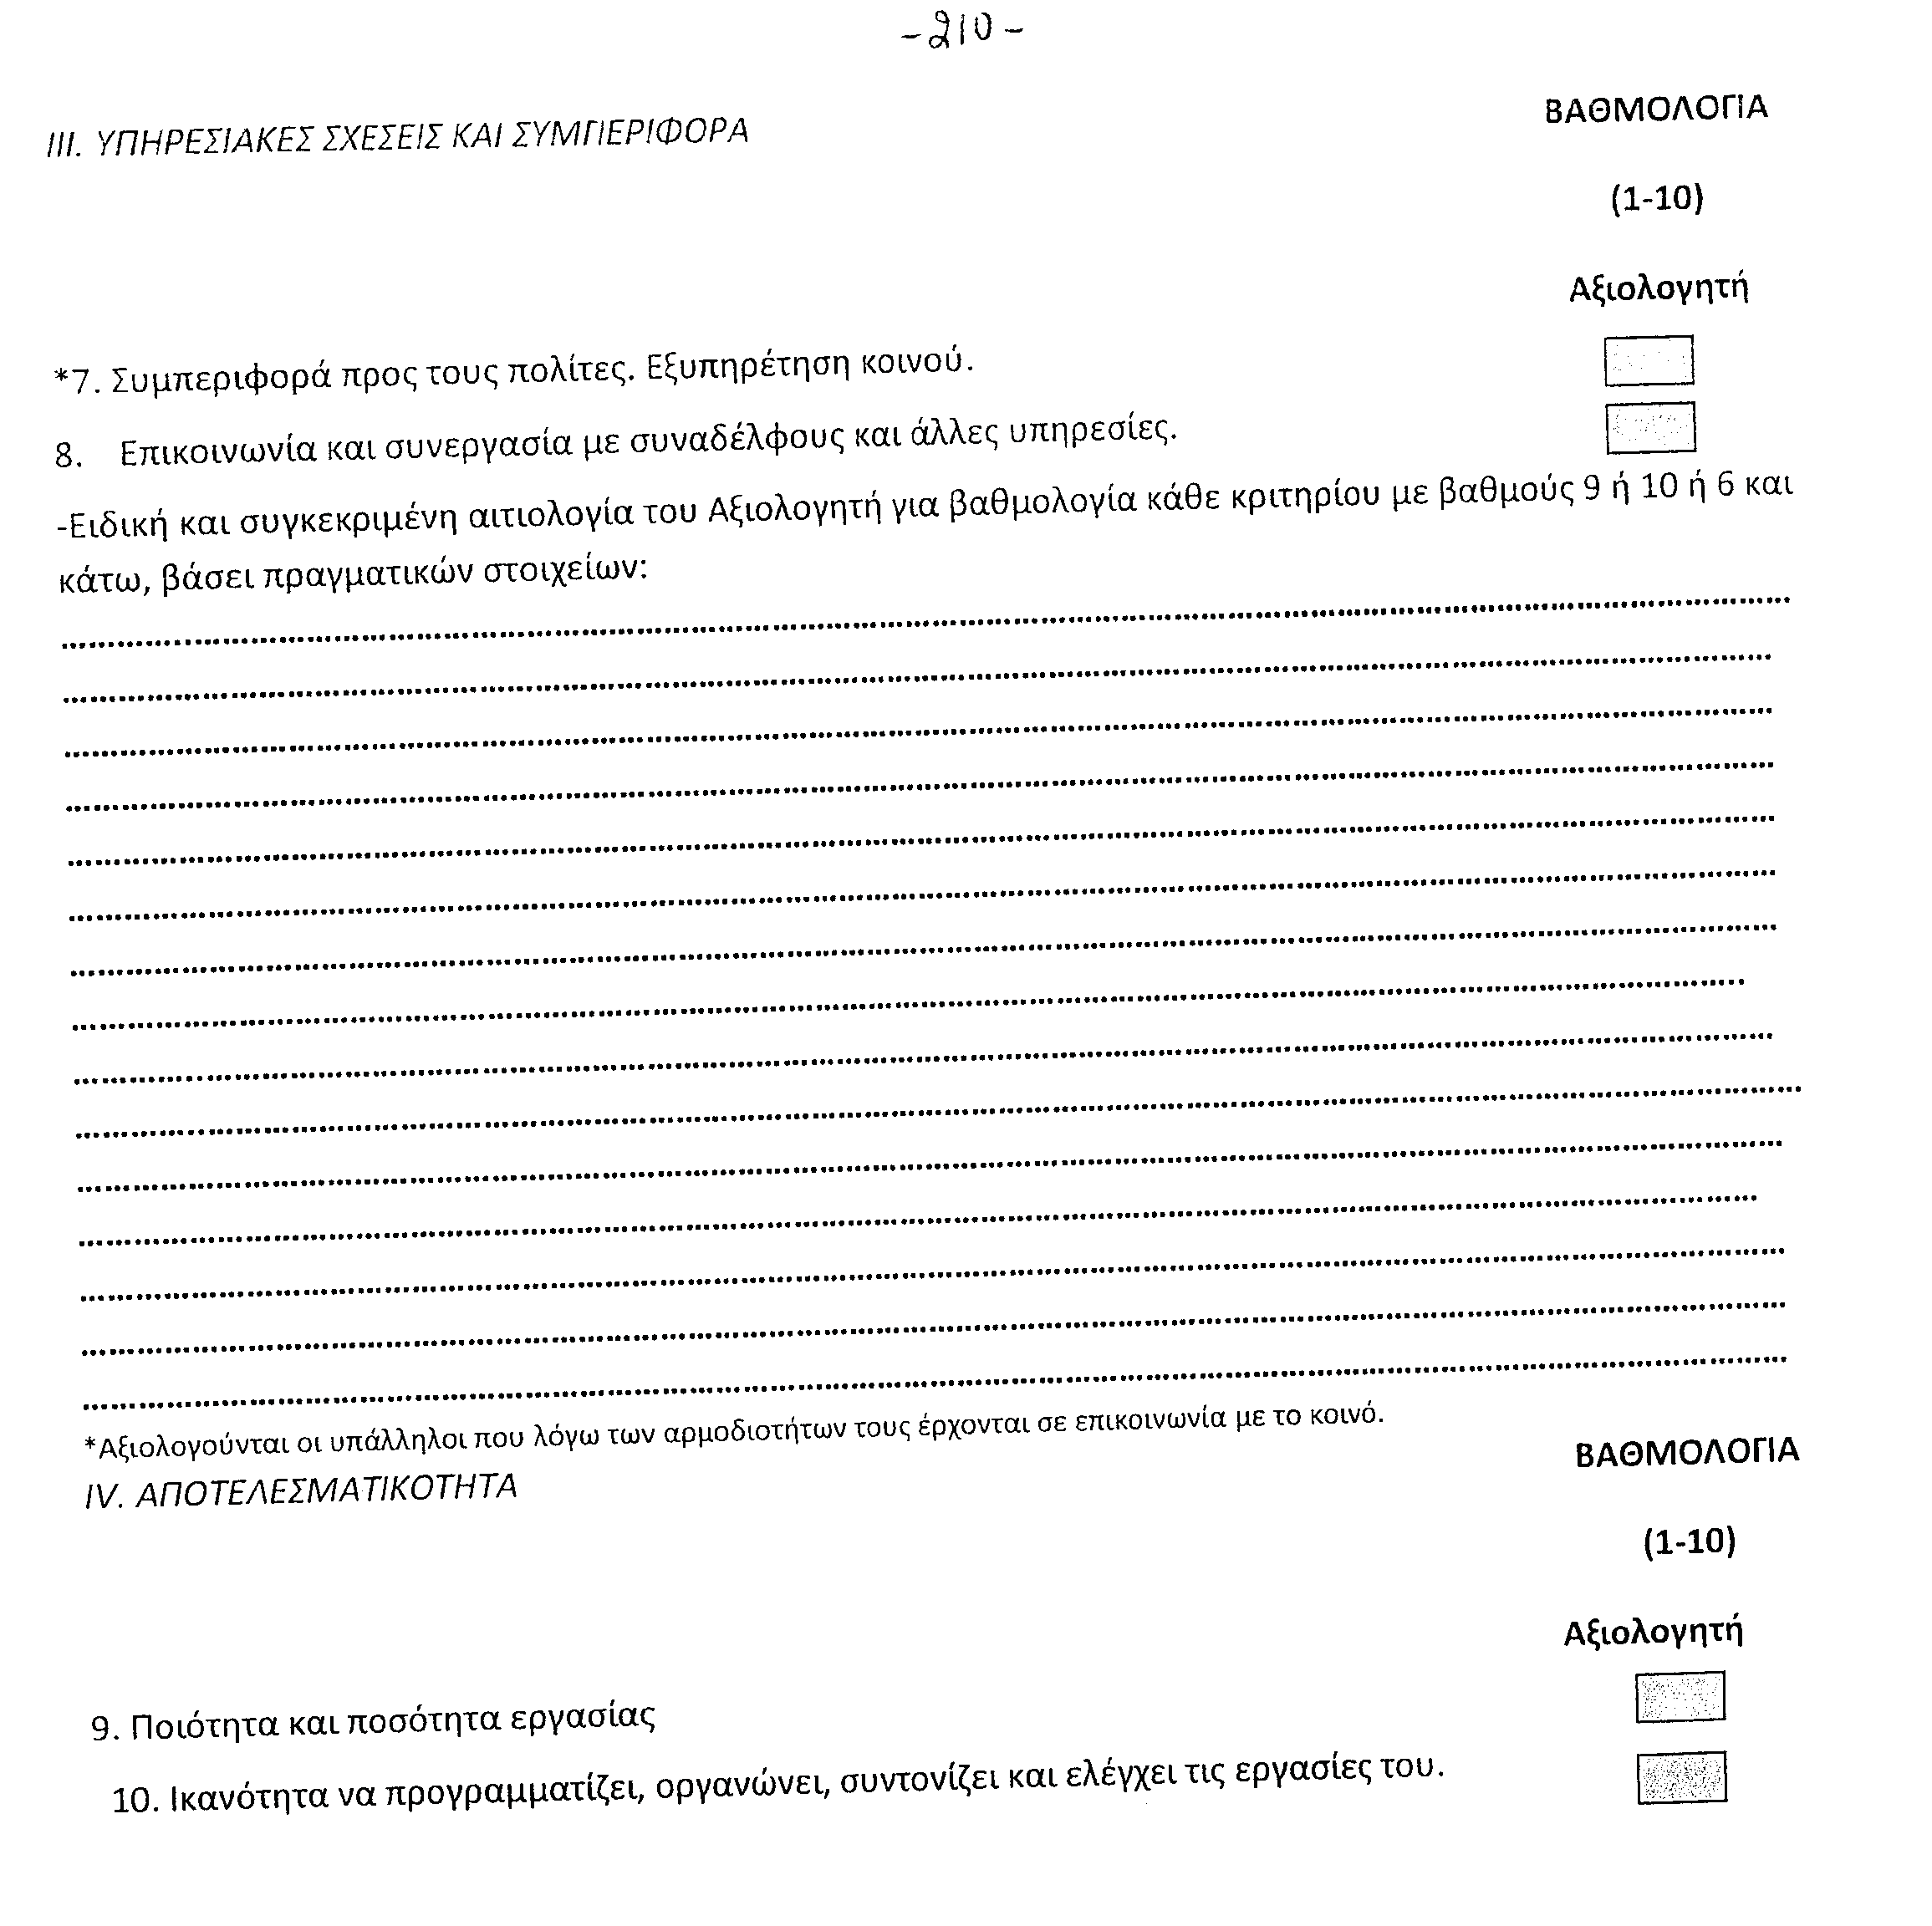 -210-
III. ΥΠΗΡΕΣΙΑΚΕΣ ΣΧΕΣΕΙΣ ΚΑΙ ΣΥΜΠΕΡΙΦΟΡΑ
ΒΑΘΜΟΛΟΓΙΑ
(1-10)
Αξιολογητή
*7. Συμπεριφορά προς τους πολίτες. Εξυπηρέτηση κοινού.
8. Επικοινωνία και συνεργασία με συναδέλφους και άλλες υπηρεσίες.
-Ειδική και συγκεκριμένη αιτιολογία του Αξιολογητή για βαθμολογία κάθε κριτηρίου με βαθμούς 9 ή 10 ή 6 και
κάτω, βάσει πραγματικών στοιχείων:
*Αξιολογούνται οι υπάλληλοι που λόγω των αρμοδιοτήτων τους έρχονται σε επικοινωνία με το κοινό.
IV. ΑΠΟΤΕΛΕΣΜΑΤΙΚΟΤΗΤΑ
ΒΑΘΜΟΛΟΓΙΑ
(1-10)
Αξιολογητή
9. Ποιότητα και ποσότητα εργασίας
10. Ικανότητα να προγραμματίζει, οργανώνει, συντονίζει και ελέγχει τις εργασίες του.